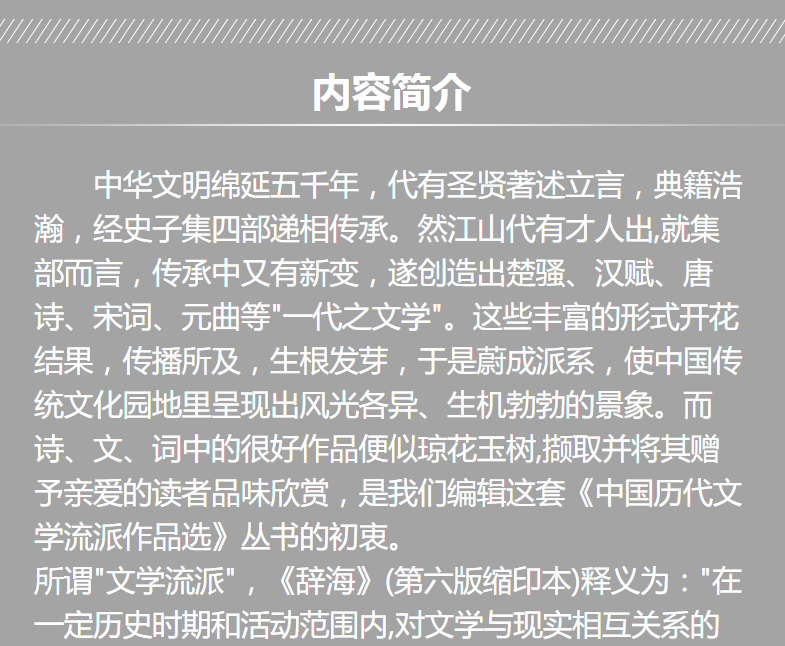 内容简介
中华文明绵延五千年，代有圣贤著述立言，典籍浩
瀚，经史子集四部递相传承。然江山代有才人出,就集
部而言，传承中又有新变，遂创造出楚骚、汉赋、唐
诗、宋词、元曲等"一代之文学"。这些丰富的形式开花
结果，传播所及，生根发芽，于是蔚成派系，使中国传
统文化园地里呈现出风光各异、生机勃勃的景象。而
诗、文、词中的很好作品便似琼花玉树,撷取并将其赠
予亲爱的读者品味欣赏，是我们编辑这套《中国历代文
学流派作品选》丛书的初衷。
所谓"文学流派"，《辞海》(第六版缩印本)释义为："在
一定历史时期和活动范围内,对文学与现实相互关系的